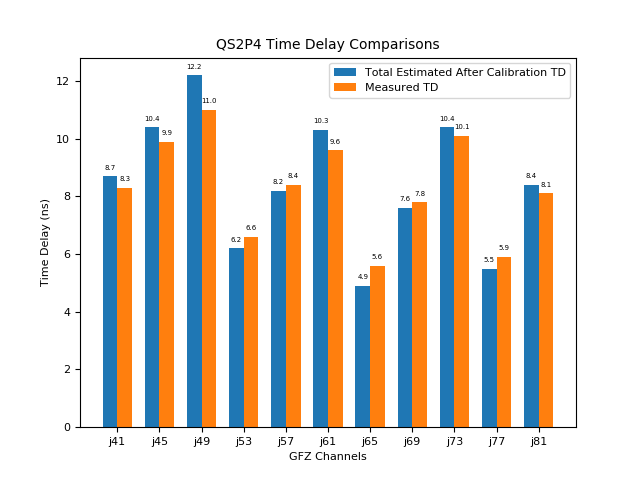 QS2P4 Time Delay Comparisons
Total Estimated After Calibration TD
Measured TD
Time Delay (ns)
12
10
8
6
4
2
0
8.7 8.3 10.4 9.9 12.2 11.0 6.2 6.6 8.2 8.4 10.3 9.6 4.9 5.6 7.6 7.8 10.4 10.1 5.5 5.9 8.4 8.1
j41 j45 j49 j53 j57 j61 j65 j69 j73 j77 j81
GFZ Channels